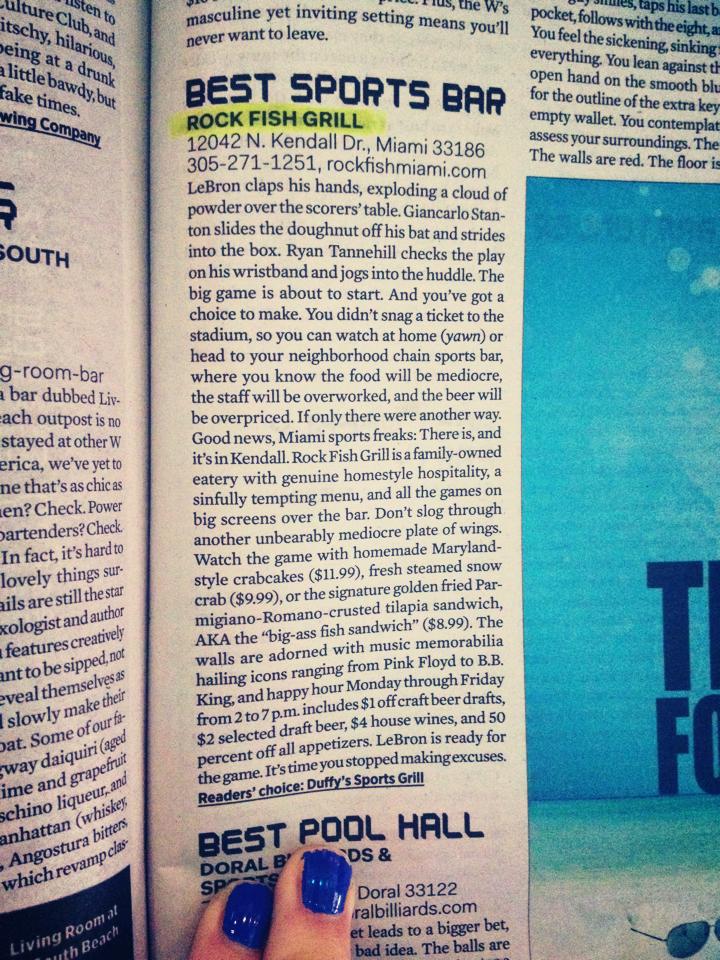 listen to
Culture Club, and
kitschy, hilarious,
being at a drunk
a little bawdy, but
fake times.
wing Company
R
SOUTH
g-room-bar
a bar dubbed Liv-
each outpost is no
stayed at other W
erica, we've yet to
ne that's as chic as
Check. Power
bartenders? Check.
In fact, it's hard to
lovely things sur-
ails are still the star
xologist and author
features creatively
ant to be sipped, not
eveal themselves as
slowly make their
oat. Some of our fa-
gway daiquiri (aged
lime and grapefruit
schino liqueur, and
anhattan (whiskey,
Angostura bitters,
which revamp clas-
Living Room at
South Beach
Plus, the W's
masculine yet inviting setting means you'll
never want to leave.
BEST SPORTS BAR
ROCK FISH GRILL
12042 N. Kendall Dr., Miami 33186
305-271-1251, rockfishmiami.com
LeBron claps his hands, exploding a cloud of
powder over the scorers' table. Giancarlo Stan-
ton slides the doughnut off his bat and strides
into the box. Ryan Tannehill checks the play
on his wristband and jogs into the huddle. The
big game is about to start. And you've got a
choice to make. You didn't snag a ticket to the
stadium, so you can watch at home (yawn) or
head to your neighborhood chain sports bar,
where you know the food will be mediocre,
the staff will be overworked, and the beer will
be overpriced. If only there were another way.
Good news, Miami sports freaks: There is, and
it's in Kendall. Rock Fish Grill is a family-owned
eatery with genuine homestyle hospitality, a
sinfully tempting menu, and all the games on
big screens over the bar. Don't slog through
another unbearably mediocre plate of wings.
Watch the game with homemade Maryland-
style crabcakes ($11.99), fresh steamed snow
crab ($9.99), or the signature golden fried Par-
migiano-Romano-crusted tilapia sandwich,
AKA the "big-ass fish sandwich" ($8.99). The
walls are adorned with music memorabilia
hailing icons ranging from Pink Floyd to B.B.
King, and happy hour Monday through Friday
from 2 to 7 p.m. includes $1 off craft beer drafts,
$2 selected draft beer, $4 house wines, and 50
percent off all appetizers. LeBron is ready for
the game. It's time you stopped making excuses.
Readers' choice: Duffy's Sports Grill
BEST POOL HALL
DORAL B DS &
SPORTS
Doral 33122
ralbilliards.com
et leads to a bigger bet,
bad idea. The balls are
smiles, taps his last b
pocket, follows with the eight, a
You feel the sickening, sinking
everything. You lean against th
open hand on the smooth blu
for the outline of the extra key
empty wallet. You contemplat
assess your surroundings. The
The walls are red. The floor is
TH
FO